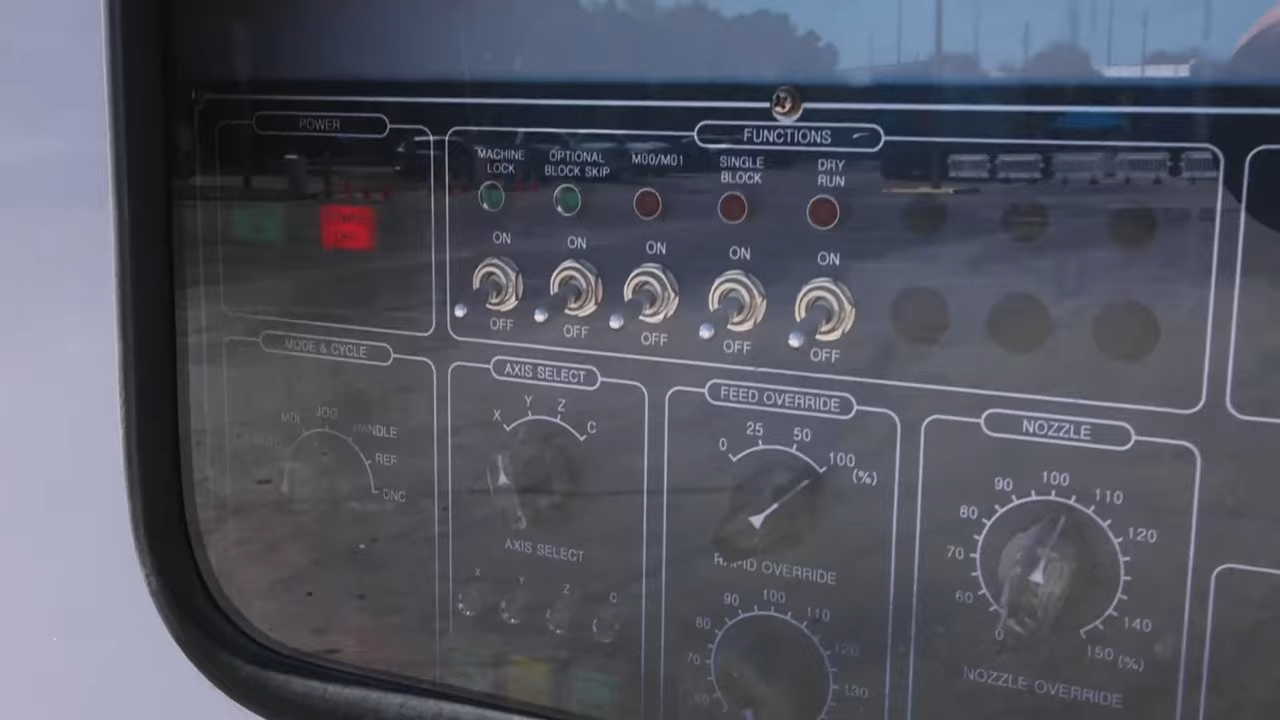 POWER
FUNCTIONS
MACHINE
LOCK
OPTIONAL
BLOCK SKIP
M00/M01
SINGLE
BLOCK
DRY
RUN
ON
ON
ON
ON
ON
OFF
OFF
OFF
OFF
OFF
MODE & CYCLE
MDI
JOG
HANDLE
REF
DNC
AXIS SELECT
X
Y
Z
C
AXIS SELECT
X
Y
Z
C
FEED OVERRIDE
0
25
50
100
(%)
RAPID OVERRIDE
60
70
80
90
100
110
120
130
NOZZLE
0
60
70
80
90
100
110
120
140
150 (%)
NOZZLE OVERRIDE